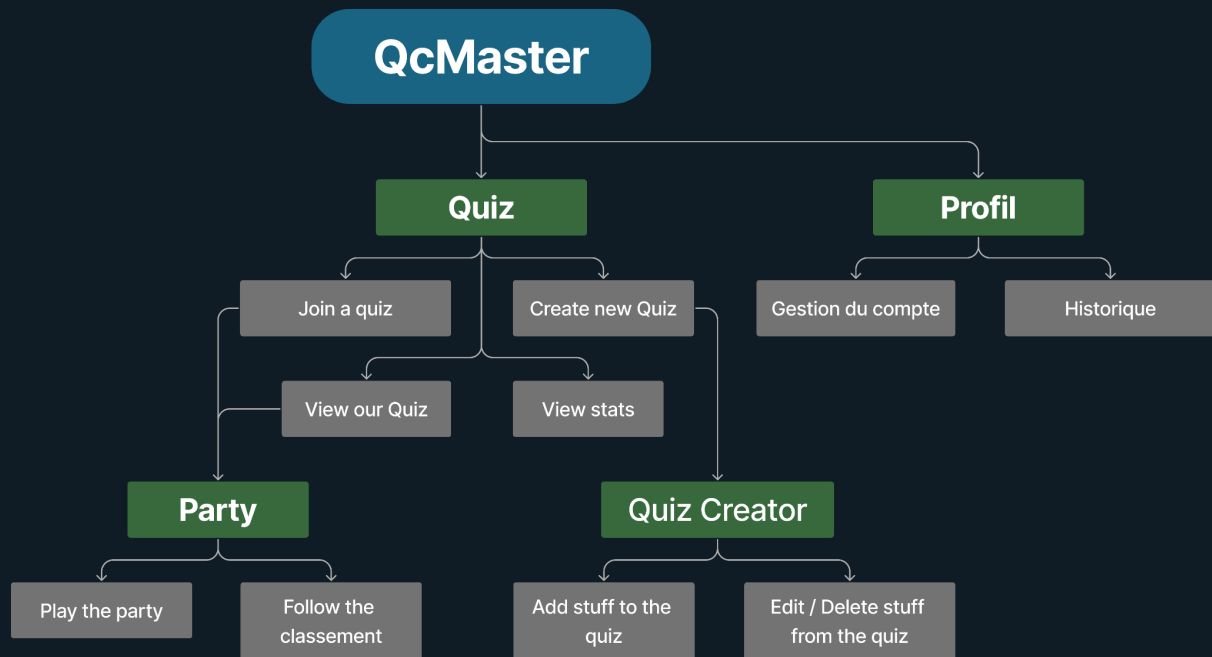 QcMaster
Quiz
Profil
Join a quiz
Create new Quiz
Gestion du compte
Historique
View our Quiz
View stats
Party
Quiz Creator
Play the party
Follow the
classement
Add stuff to the
quiz
Edit / Delete stuff
from the quiz